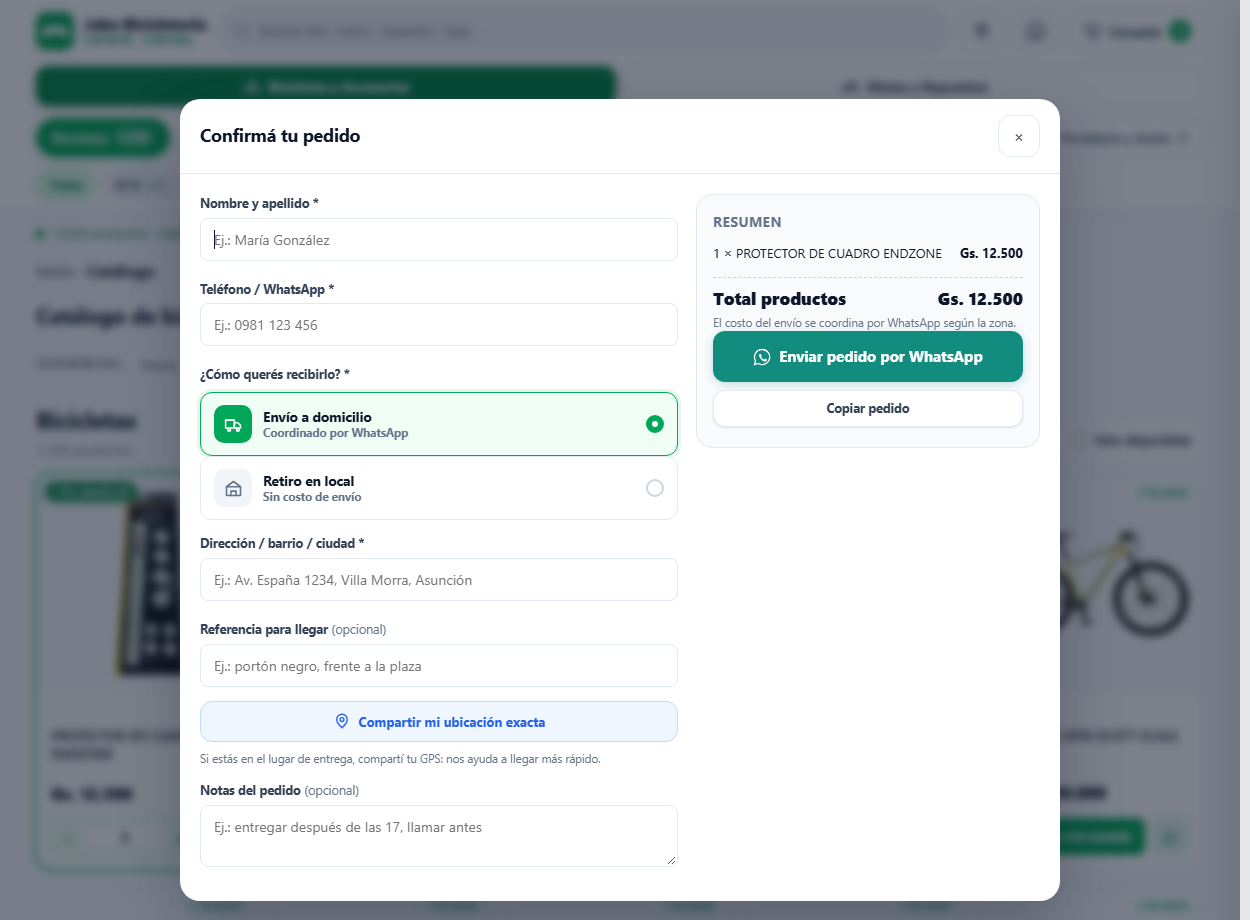 Confirmá tu pedido
×
Nombre y apellido *
Ej.: María González
Teléfono / WhatsApp *
Ej.: 0981 123 456
¿Cómo querés recibirlo? *
Envío a domicilio
Coordinado por WhatsApp
Retiro en local
Sin costo de envío
Dirección / barrio / ciudad *
Ej.: Av. España 1234, Villa Morra, Asunción
Referencia para llegar (opcional)
Ej.: portón negro, frente a la plaza
Compartir mi ubicación exacta
Si estás en el lugar de entrega, compartí tu GPS: nos ayuda a llegar más rápido.
Notas del pedido (opcional)
Ej.: entregar después de las 17, llamar antes
RESUMEN
1 × PROTECTOR DE CUADRO ENDZONE Gs. 12.500
Total productos Gs. 12.500
El costo del envío se coordina por WhatsApp según la zona.
Enviar pedido por WhatsApp
Copiar pedido
Bicicletas